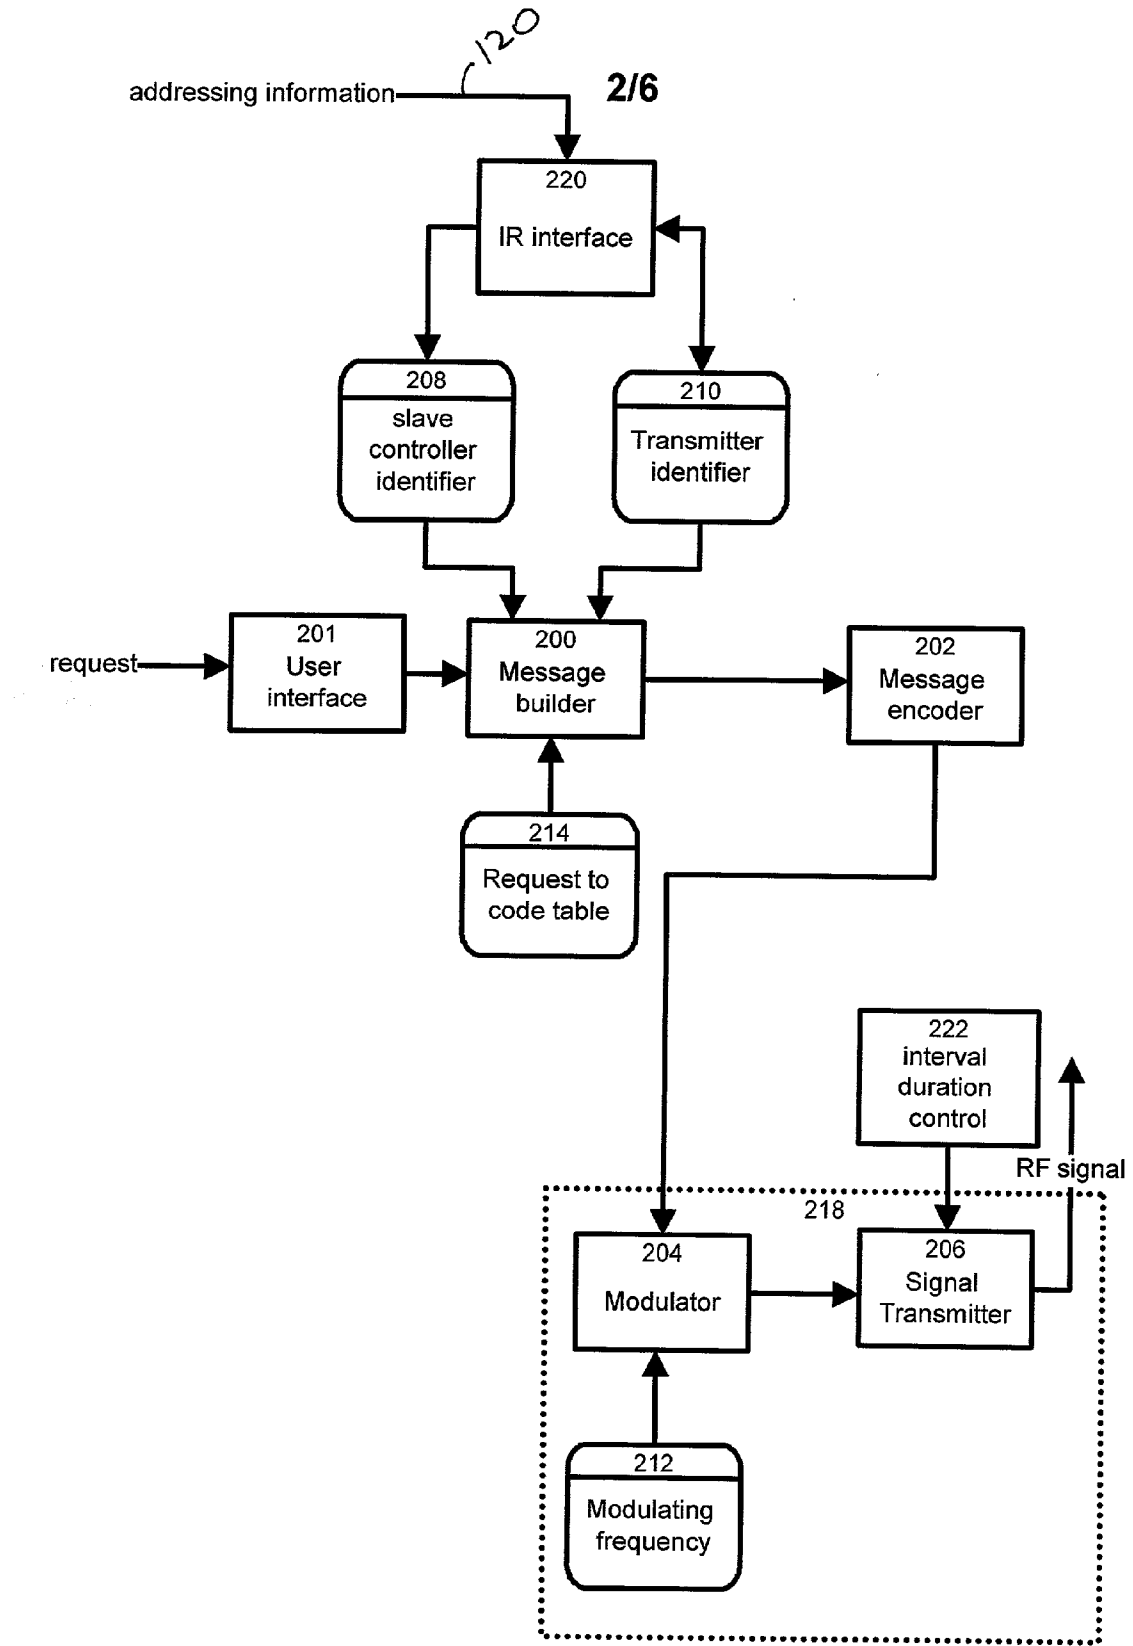 120
addressing information
2/6
220
IR interface
208
slave
controller
identifier
210
Transmitter
identifier
request
201
User
interface
200
Message
builder
202
Message
encoder
214
Request to
code table
222
interval
duration
control
RF signal
218
204
Modulator
206
Signal
Transmitter
212
Modulating
frequency